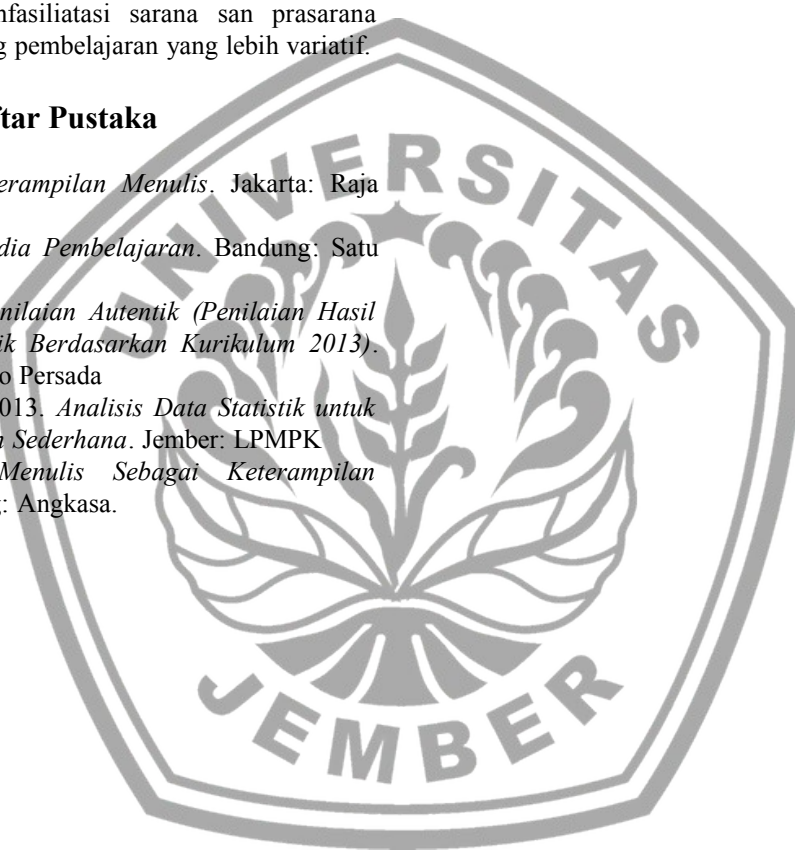 nfasiliatasi sarana san prasarana
g pembelajaran yang lebih variatif.
tar Pustaka
erampilan Menulis. Jakarta: Raja
dia Pembelajaran. Bandung: Satu
nilaian Autentik (Penilaian Hasil
ik Berdasarkan Kurikulum 2013).
o Persada
013. Analisis Data Statistik untuk
n Sederhana. Jember: LPMPK
Menulis Sebagai Keterampilan
: Angkasa.
UNIVERSITAS
JEMBER